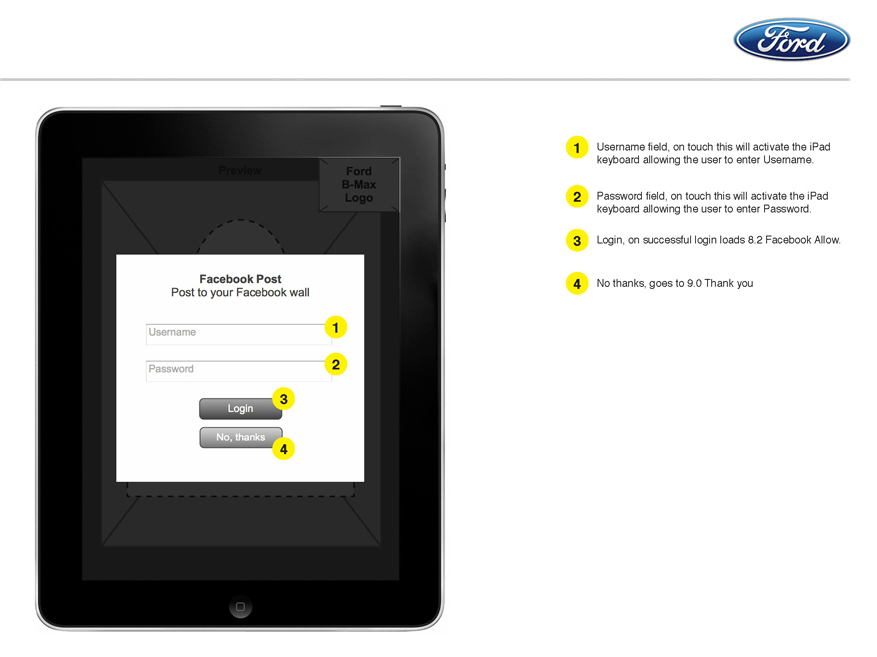 Ford
1 Username field, on touch this will activate the iPad
keyboard allowing the user to enter Username.
2 Password field, on touch this will activate the iPad
keyboard allowing the user to enter Password.
3 Login, on successful login loads 8.2 Facebook Allow.
4 No thanks, goes to 9.0 Thank you
Preview
Ford
B-Max
Logo
Facebook Post
Post to your Facebook wall
Username 1
Password 2
Login 3
No, thanks 4